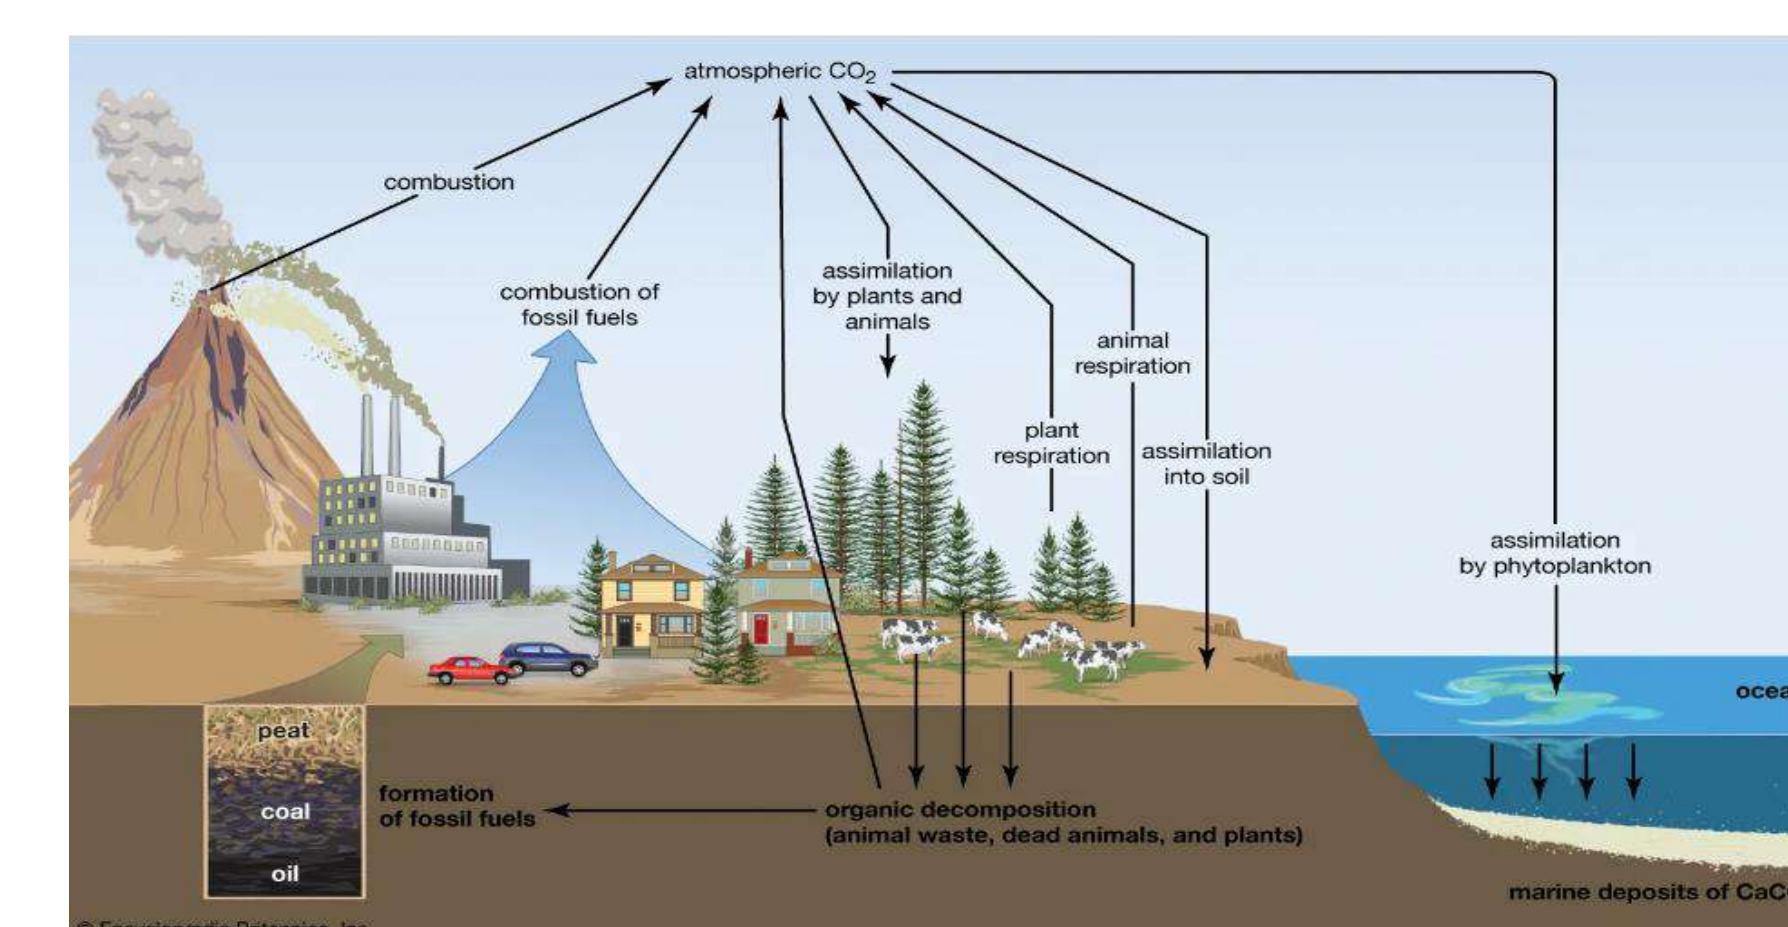 atmospheric CO₂
combustion
combustion of
fossil fuels
assimilation
by plants and
animals
animal
respiration
plant
respiration
assimilation
into soil
assimilation
by phytoplankton
peat
coal
oil
formation
of fossil fuels
organic decomposition
(animal waste, dead animals, and plants)
marine deposits of